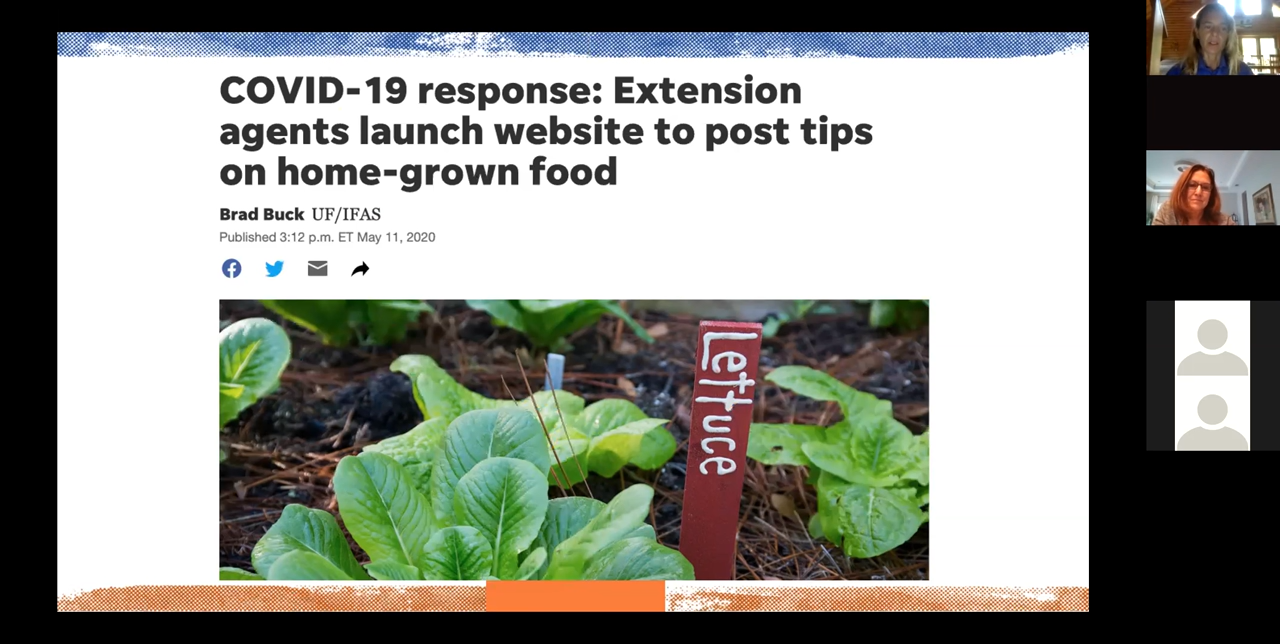 COVID-19 response: Extension
agents launch website to post tips
on home-grown food
Brad Buck UF/IFAS
Published 3:12 p.m. ET May 11, 2020
Lettuce